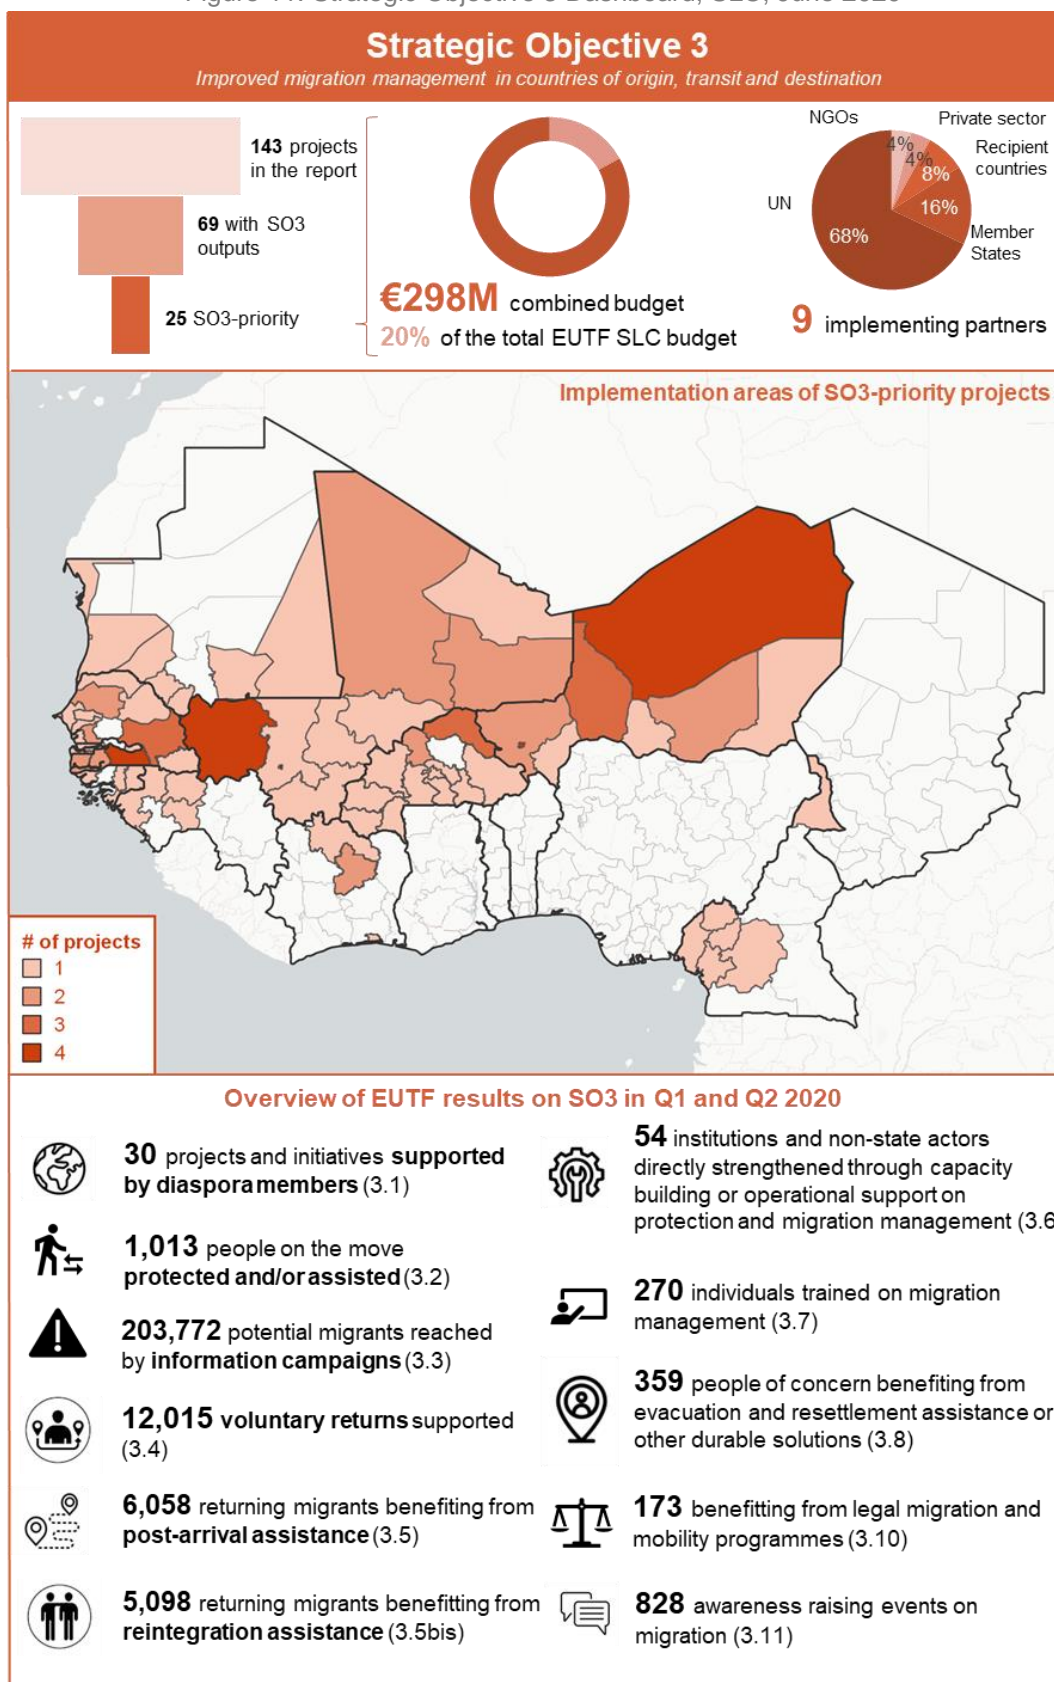 Strategic Objective 3
Improved migration management in countries of origin, transit and destination
143 projects
in the report
69 with SO3
outputs
25 SO3-priority
€298M combined budget
20% of the total EUTF SLC budget
NGOs
Private sector
Recipient
countries
UN
Member
States
4%
4%
8%
16%
68%
9 implementing partners
Implementation areas of SO3-priority projects
# of projects
1
2
3
4
Overview of EUTF results on SO3 in Q1 and Q2 2020
30 projects and initiatives supported
by diaspora members (3.1)
1,013 people on the move
protected and/or assisted (3.2)
203,772 potential migrants reached
by information campaigns (3.3)
12,015 voluntary returns supported
(3.4)
6,058 returning migrants benefiting from
post-arrival assistance (3.5)
5,098 returning migrants benefitting from
reintegration assistance (3.5bis)
54 institutions and non-state actors
directly strengthened through capacity
building or operational support on
protection and migration management (3.6
270 individuals trained on migration
management (3.7)
359 people of concern benefiting from
evacuation and resettlement assistance or
other durable solutions (3.8)
173 benefitting from legal migration and
mobility programmes (3.10)
828 awareness raising events on
migration (3.11)